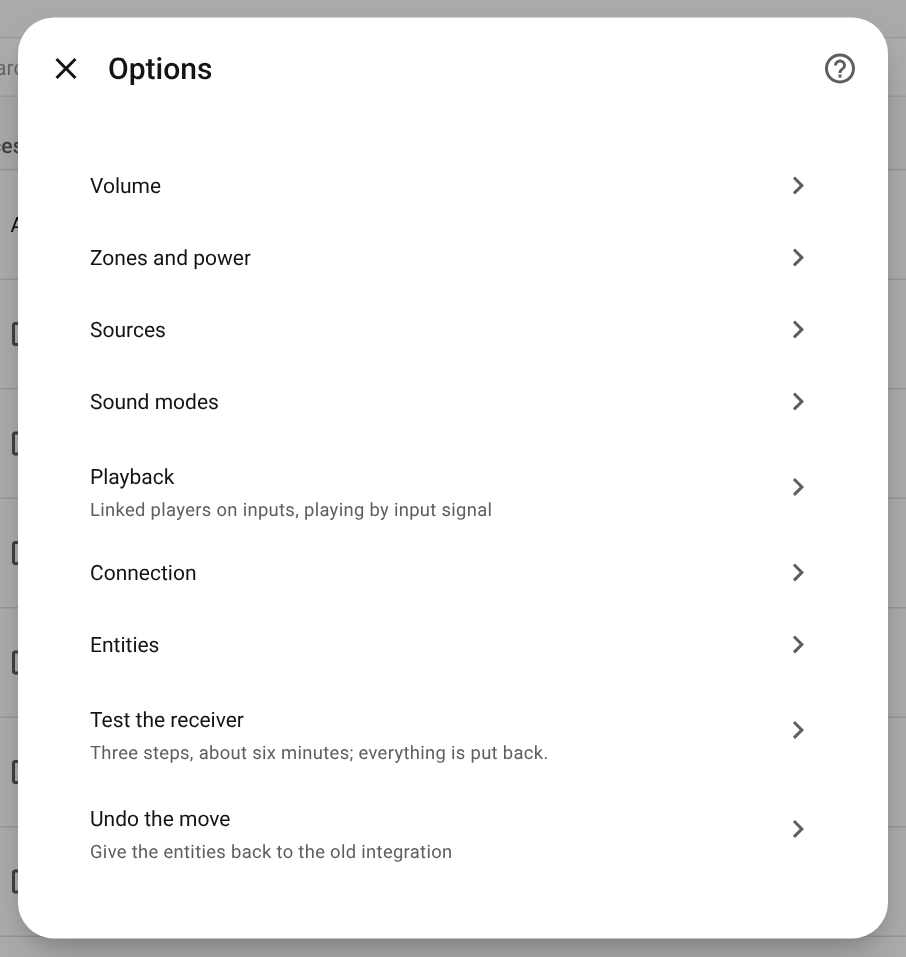 Options
Volume
Zones and power
Sources
Sound modes
Playback
Linked players on inputs, playing by input signal
Connection
Entities
Test the receiver
Three steps, about six minutes; everything is put back.
Undo the move
Give the entities back to the old integration